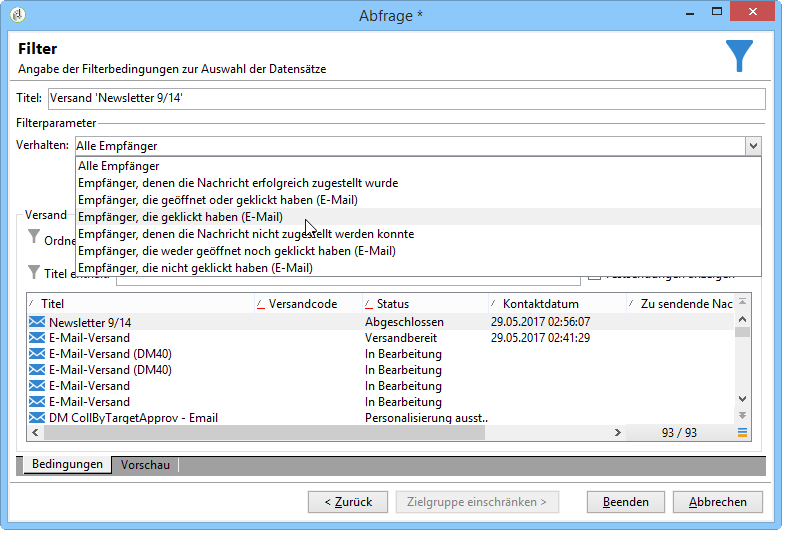 Abfrage *
Filter
Angabe der Filterbedingungen zur Auswahl der Datensätze
Titel: Versand 'Newsletter 9/14'
Filterparameter
Verhalten: Alle Empfänger
Alle Empfänger
Empfänger, denen die Nachricht erfolgreich zugestellt wurde
Empfänger, die geöffnet oder geklickt haben (E-Mail)
Versand
Empfänger, die geklickt haben (E-Mail)
Ordne
Empfänger, denen die Nachricht nicht zugestellt werden konnte
Empfänger, die weder geöffnet noch geklickt haben (E-Mail)
Empfänger, die nicht geklickt haben (E-Mail)
Titel
Titel Versandcode Status Kontaktdatum Zu sendende Nac
Newsletter 9/14 Abgeschlossen 29.05.2017 02:56:07
E-Mail-Versand Versandbereit 29.05.2017 02:41:29
E-Mail-Versand (DM40) In Bearbeitung
E-Mail-Versand (DM40) In Bearbeitung
E-Mail-Versand In Bearbeitung
E-Mail-Versand In Bearbeitung
DM CollByTargetApprov - Email Personalisierung ausst..
93 / 93
Bedingungen Vorschau
< Zurück Zielgruppe einschränken > Beenden Abbrechen